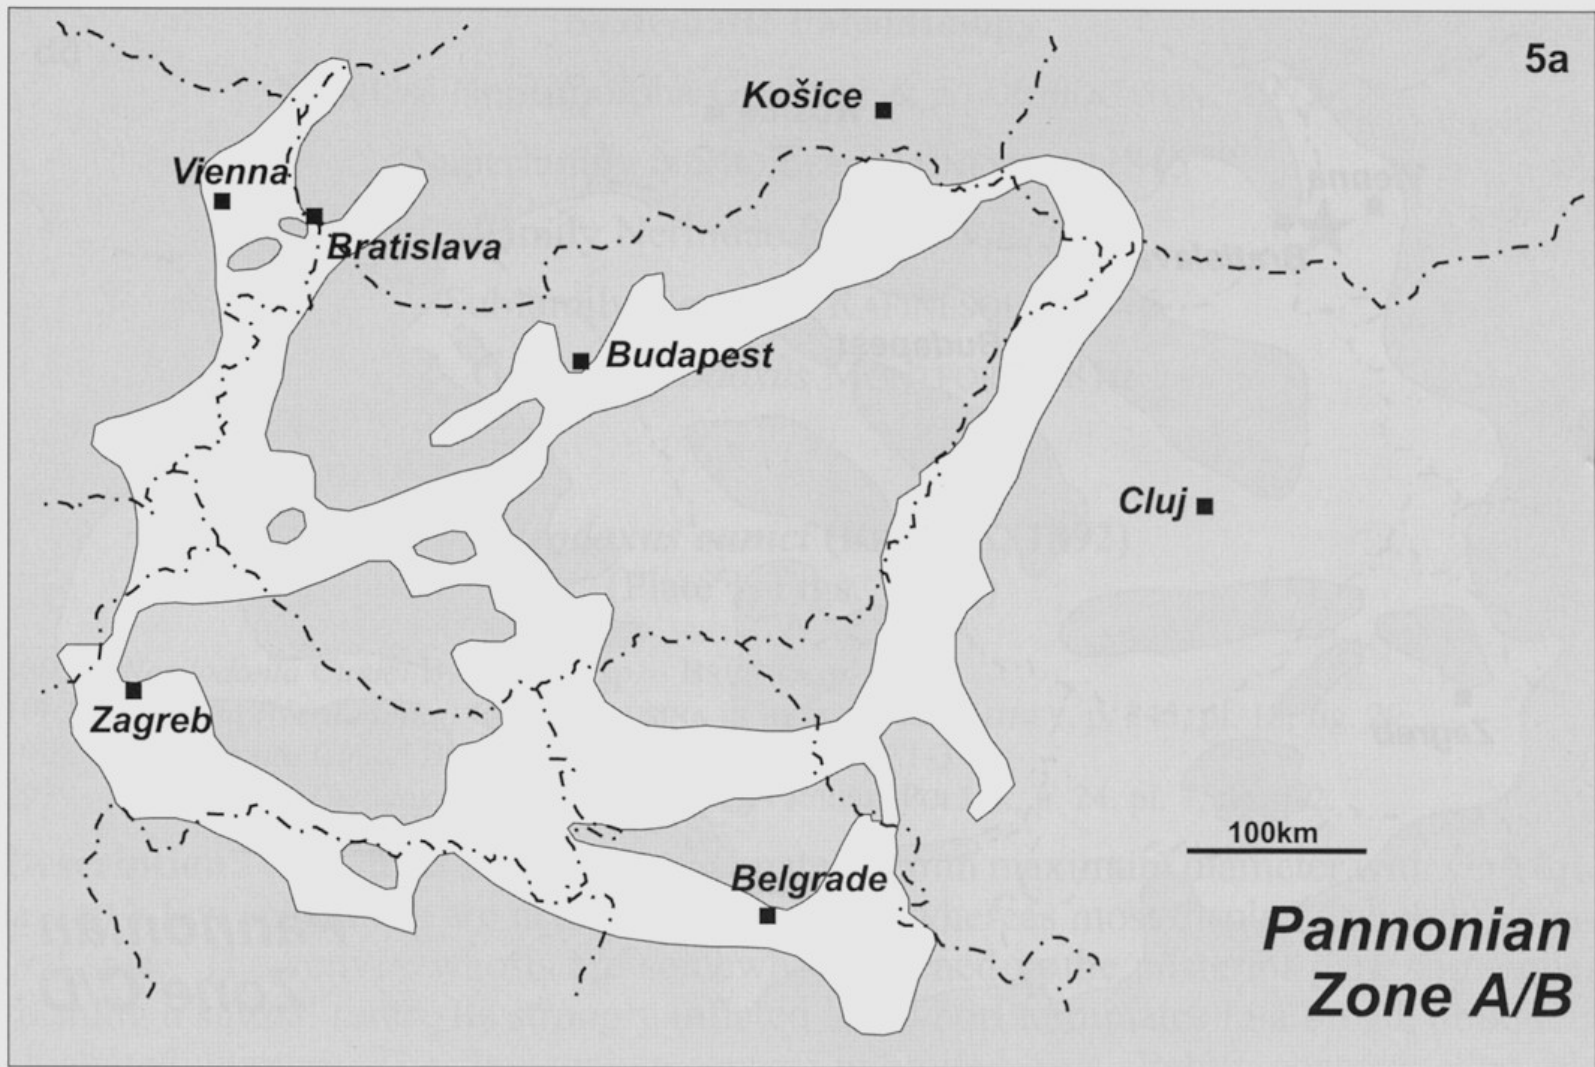 5a
Košice
Vienna
Bratislava
Budapest
Cluj
Zagreb
100km
Belgrade
Pannonian
Zone A/B